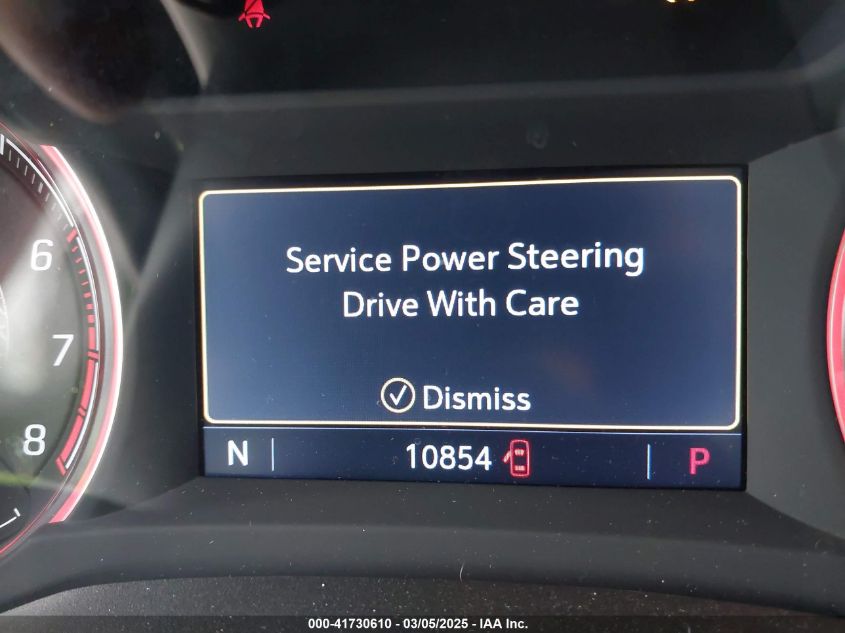 6
7
8
Service Power Steering
Drive With Care
Dismiss
N 10854 P
000-41730610 - 03/05/2025 - IAA Inc.